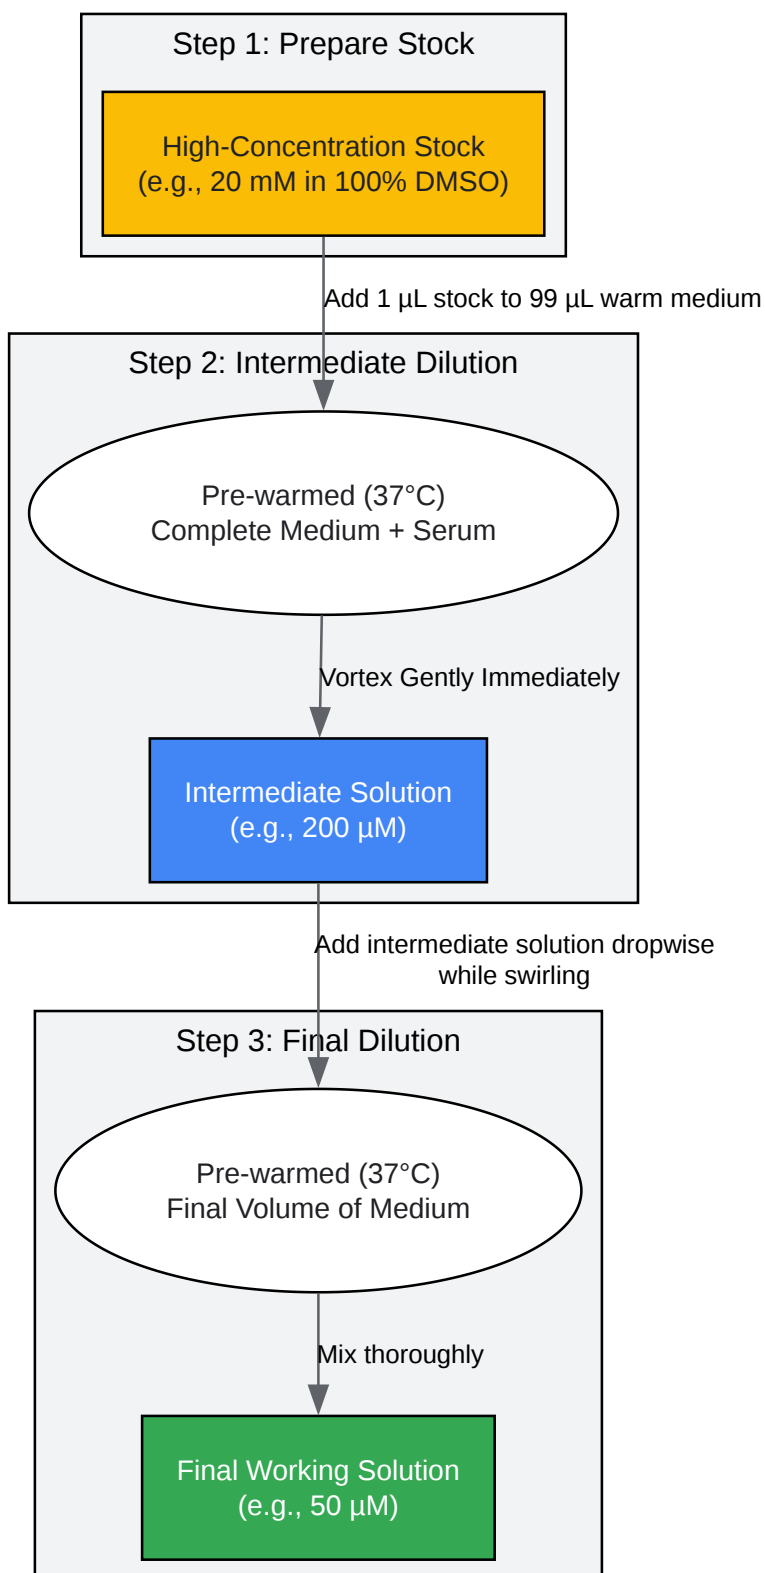 Step 1: Prepare Stock
High-Concentration Stock
(e.g., 20 mM in 100% DMSO)
Add 1 µL stock to 99 µL warm medium
Step 2: Intermediate Dilution
Pre-warmed (37°C)
Complete Medium + Serum
Vortex Gently Immediately
Intermediate Solution
(e.g., 200 µM)
Add intermediate solution dropwise
while swirling
Step 3: Final Dilution
Pre-warmed (37°C)
Final Volume of Medium
Mix thoroughly
Final Working Solution
(e.g., 50 µM)